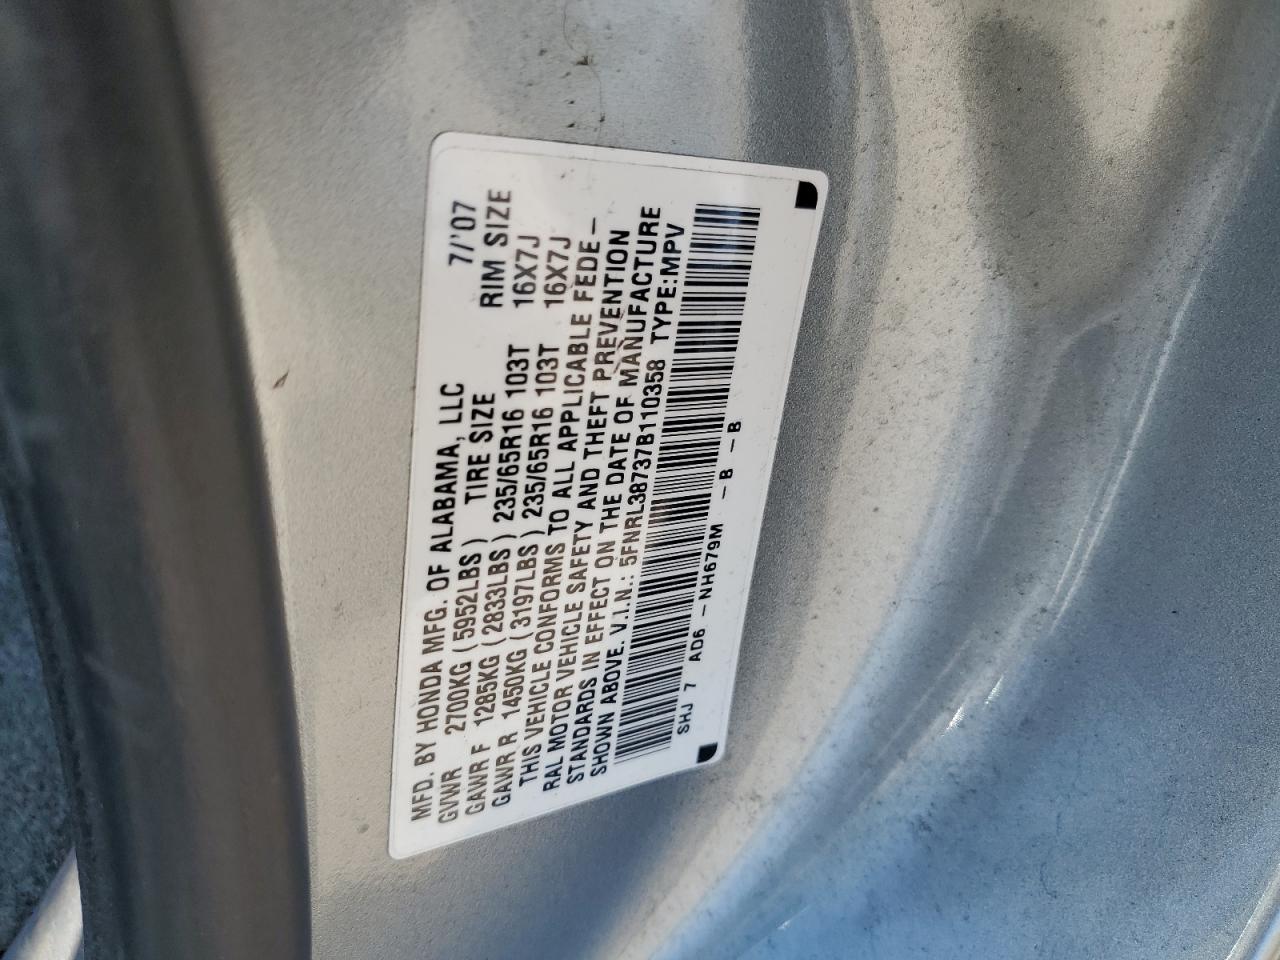 MFD. BY HONDA MFG. OF ALABAMA, LLC 7/'07
GVWR 2700KG (5952LBS) TIRE SIZE RIM SIZE
GAWR F 1285KG (2833LBS) 235/65R16 103T 16X7J
GAWR R 1450KG (3197LBS) 235/65R16 103T 16X7J
THIS VEHICLE CONFORMS TO ALL APPLICABLE FEDE-
RAL MOTOR VEHICLE SAFETY AND THEFT PREVENTION
STANDARDS IN EFFECT ON THE DATE OF MANUFACTURE
SHOWN ABOVE. V.I.N.: 5FNRL38737B110358 TYPE:MPV
SHJ 7 AD6 - NH679M - B - B